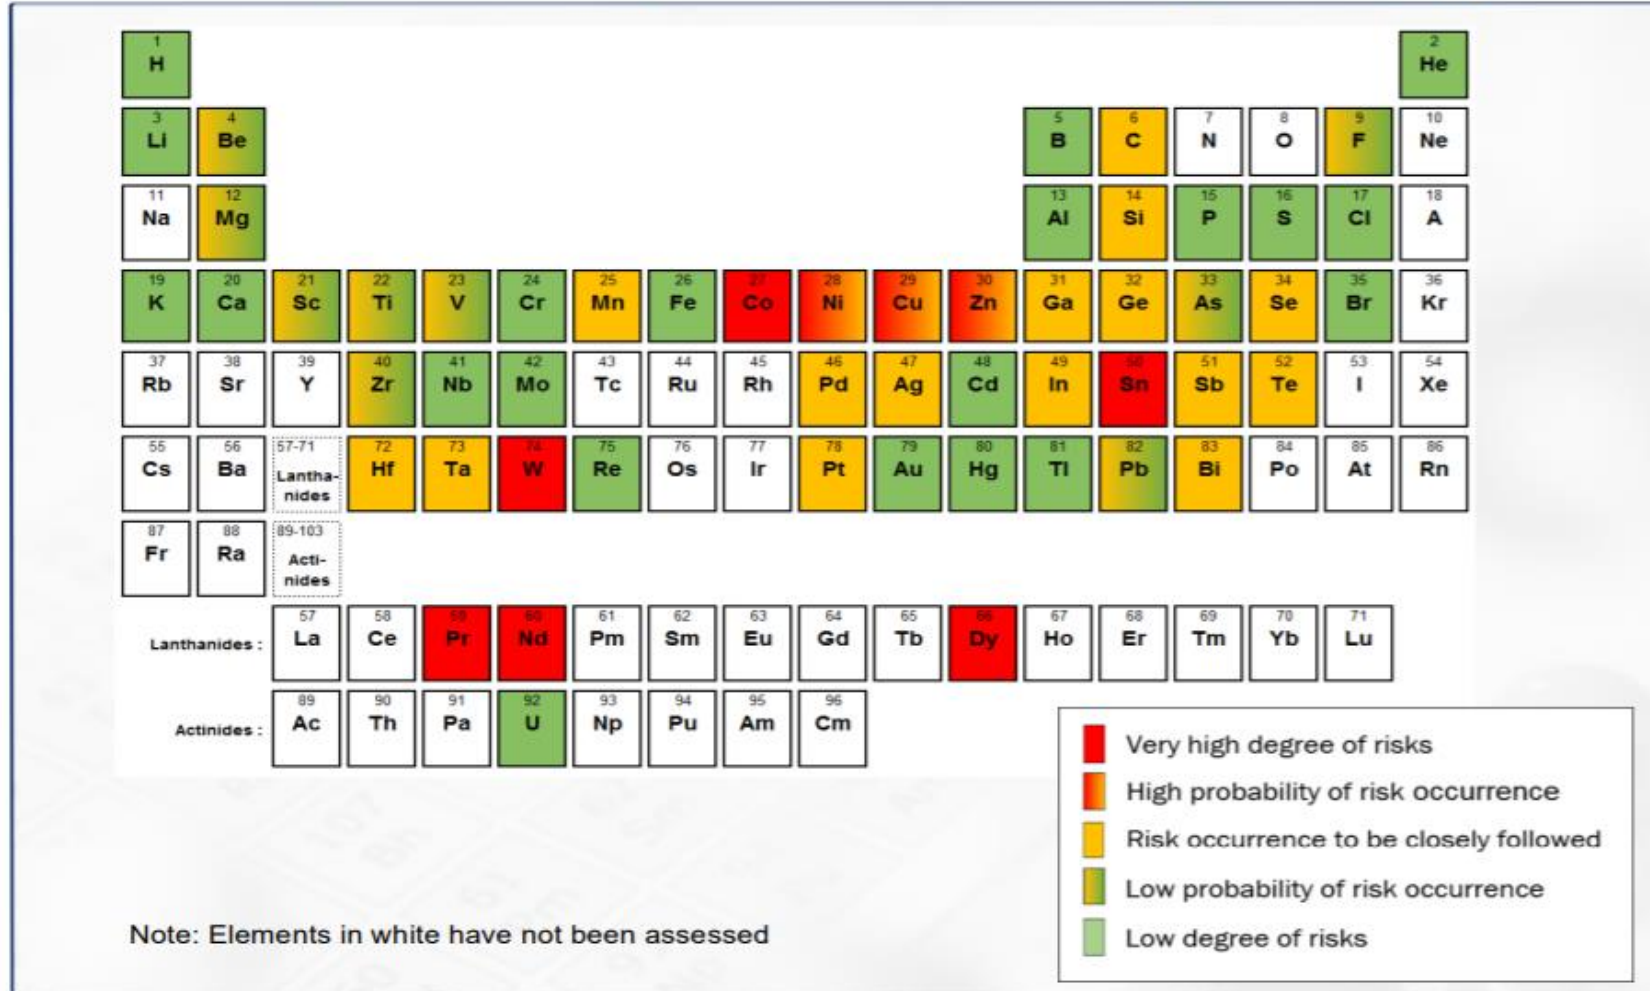 1 2
H He
3 4 5 6 7 8 9 10
Li Be B C N O F Ne
11 12 13 14 15 16 17 18
Na Mg Al Si P S Cl A
19 20 21 22 23 24 25 26 27 28 29 30 31 32 33 34 35 36
K Ca Sc Ti V Cr Mn Fe Co Ni Cu Zn Ga Ge As Se Br Kr
37 38 39 40 41 42 43 44 45 46 47 48 49 50 51 52 53 54
Rb Sr Y Zr Nb Mo Tc Ru Rh Pd Ag Cd In Sn Sb Te I Xe
55 56 57-71 72 73 74 75 76 77 78 79 80 81 82 83 84 85 86
Cs Ba Lantha- Hf Ta W Re Os Ir Pt Au Hg Tl Pb Bi Po At Rn
nides
87 88 89-103
Fr Ra Acti-
nides
57 58 59 60 61 62 63 64 65 66 67 68 69 70 71
Lanthanides : La Ce Pr Nd Pm Sm Eu Gd Tb Dy Ho Er Tm Yb Lu
89 90 91 92 93 94 95 96
Actinides : Ac Th Pa U Np Pu Am Cm
Very high degree of risks
High probability of risk occurrence
Risk occurrence to be closely followed
Low probability of risk occurrence
Low degree of risks
Note: Elements in white have not been assessed